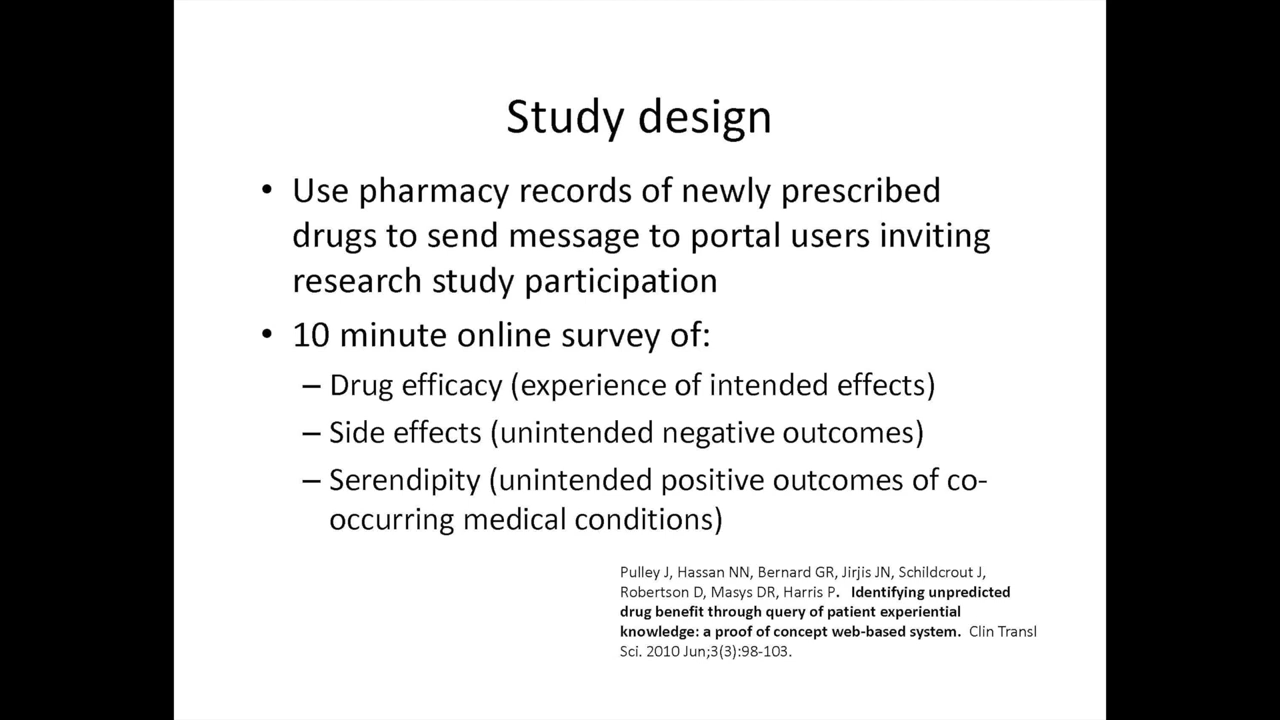 Study design
• Use pharmacy records of newly prescribed
drugs to send message to portal users inviting
research study participation
• 10 minute online survey of:
– Drug efficacy (experience of intended effects)
– Side effects (unintended negative outcomes)
– Serendipity (unintended positive outcomes of co-
occurring medical conditions)
Pulley J, Hassan NN, Bernard GR, Jirjis JN, Schildcrout J,
Robertson D, Masys DR, Harris P. Identifying unpredicted
drug benefit through query of patient experiential
knowledge: a proof of concept web-based system. Clin Transl
Sci. 2010 Jun;3(3):98-103.